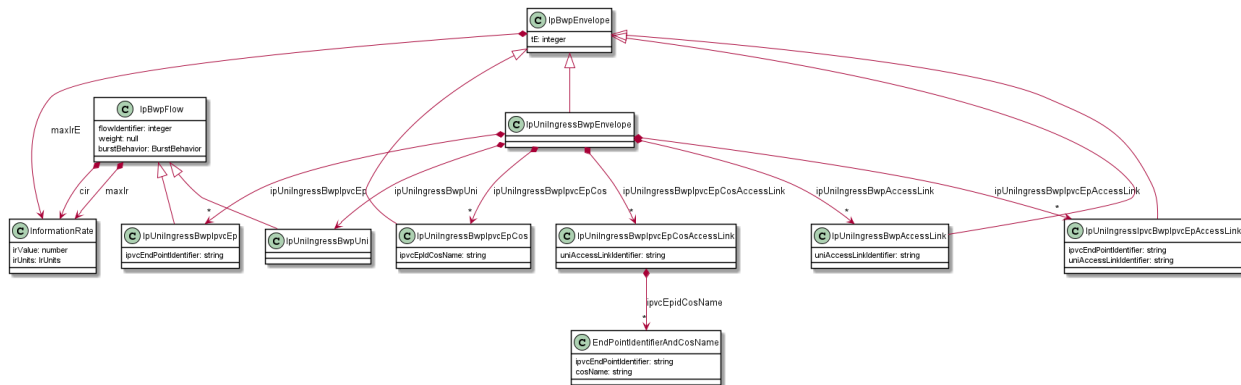 C IpBwpEnvelope
tE: integer
C IpBwpFlow
flowIdentifier: integer
weight: null
burstBehavior: BurstBehavior
maxIrE
C IpUniIngressBwpEnvelope
cir
maxIr
ipUniIngressBwpIpvcEp
ipUniIngressBwpUni
ipUniIngressBwpIpvcEpCos
ipUniIngressBwpIpvcEpCosAccessLink
ipUniIngressBwpAccessLink
ipUniIngressBwpIpvcEpAccessLink
* * * * *
C InformationRate
irValue: number
irUnits: IrUnits
C IpUniIngressBwpIpvcEp
ipvcEndPointIdentifier: string
C IpUniIngressBwpUni
C IpUniIngressBwpIpvcEpCos
ipvcEpIdCosName: string
C IpUniIngressBwpIpvcEpCosAccessLink
uniAccessLinkIdentifier: string
C IpUniIngressBwpAccessLink
uniAccessLinkIdentifier: string
C IpUniIngressIpvcBwpIpvcEpAccessLink
ipvcEndPointIdentifier: string
uniAccessLinkIdentifier: string
ipvcEpidCosName
*
C EndPointIdentifierAndCosName
ipvcEndPointIdentifier: string
cosName: string